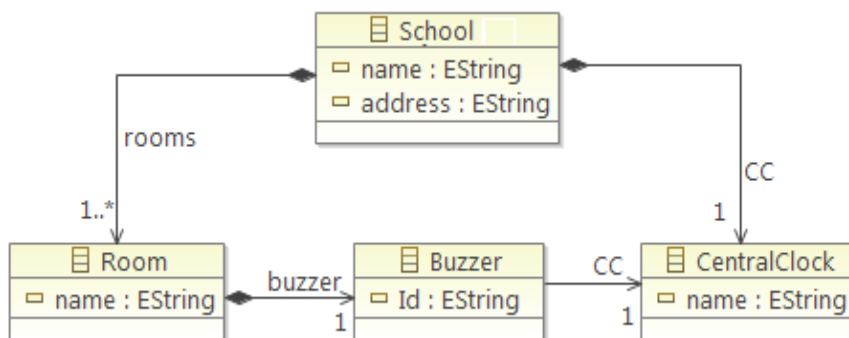 School
name : EString
address : EString
rooms
CC
1..*
1
Room
name : EString
buzzer
1
Buzzer
Id : EString
CC
1
CentralClock
name : EString